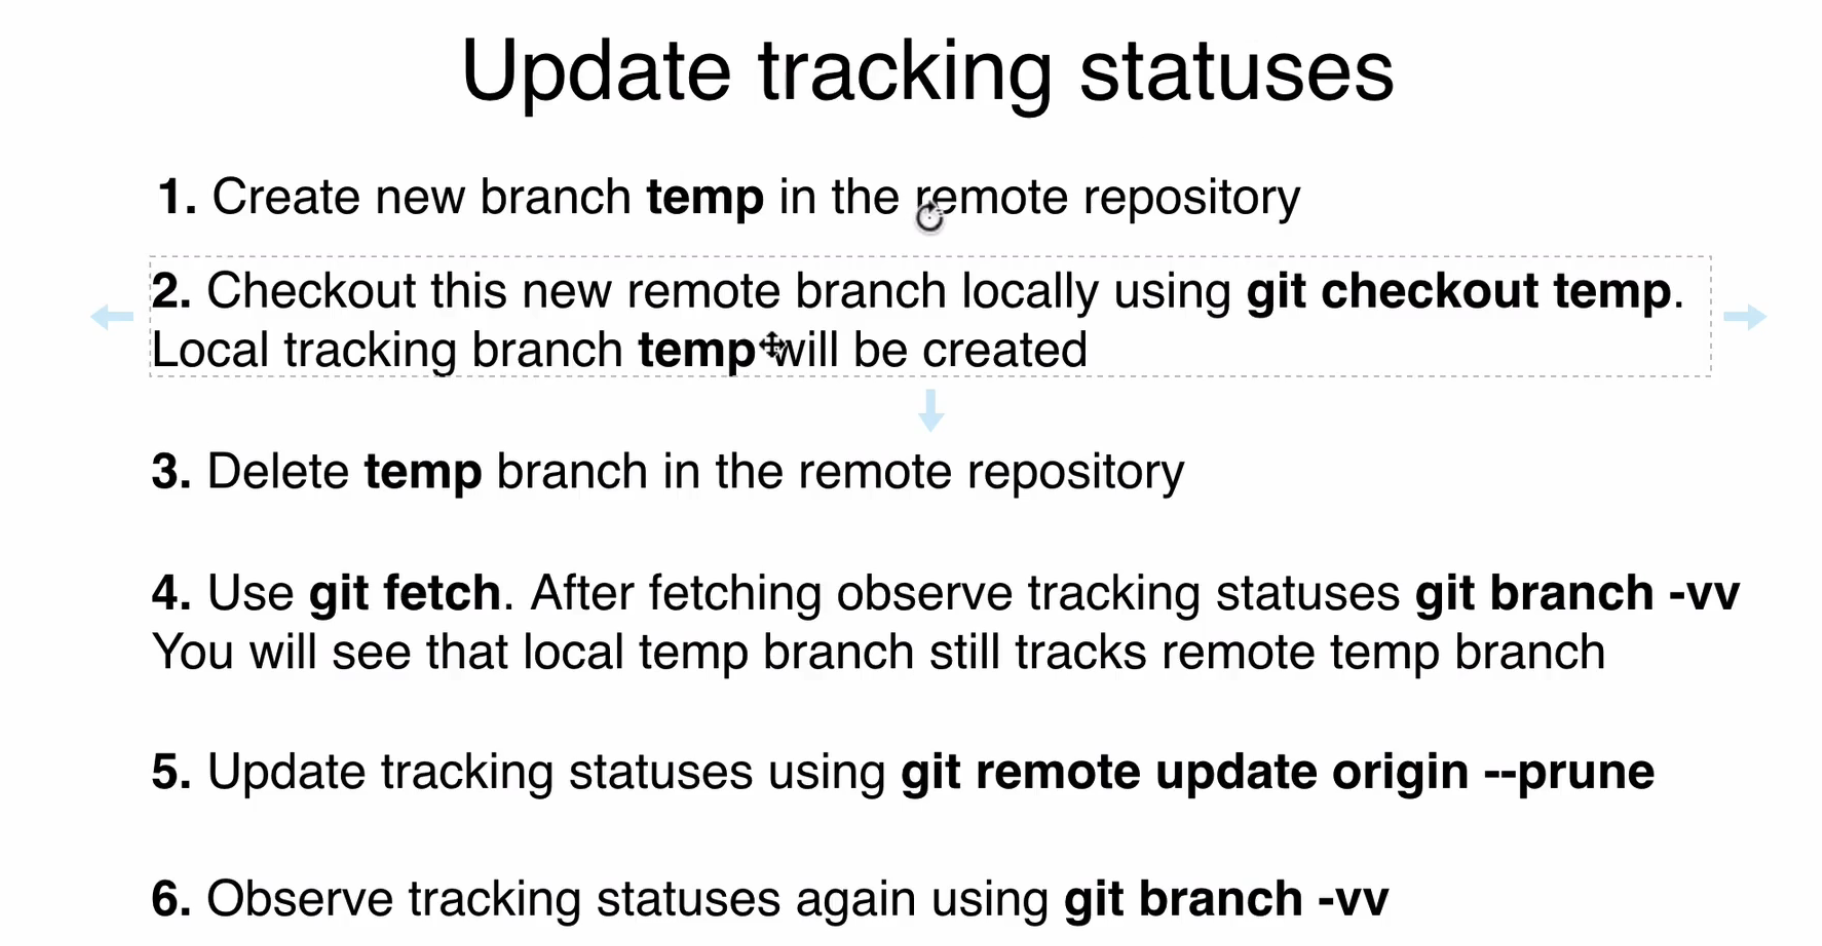 Update tracking statuses
1. Create new branch temp in the remote repository
2. Checkout this new remote branch locally using git checkout temp.
Local tracking branch temp will be created
3. Delete temp branch in the remote repository
4. Use git fetch. After fetching observe tracking statuses git branch -vv
You will see that local temp branch still tracks remote temp branch
5. Update tracking statuses using git remote update origin --prune
6. Observe tracking statuses again using git branch -vv